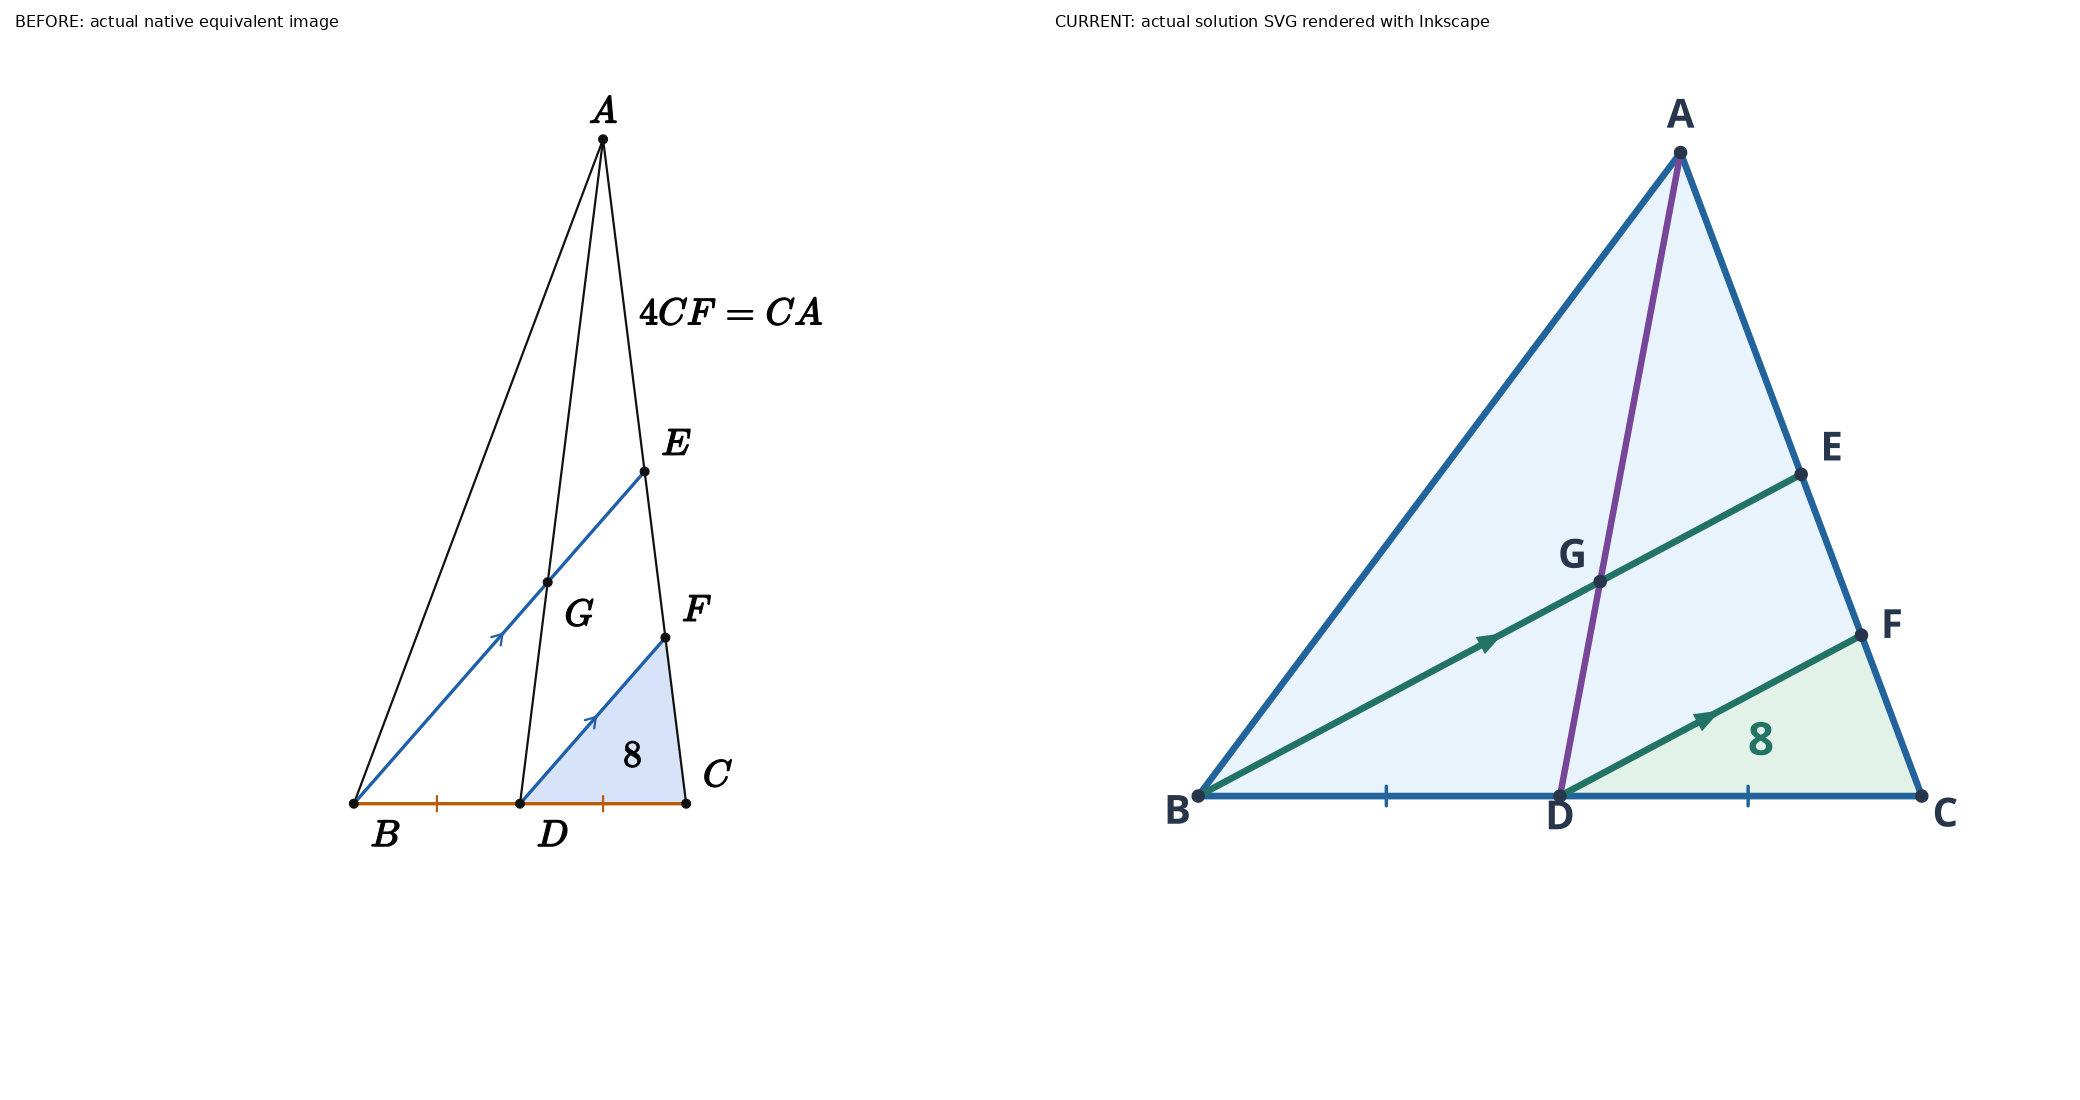 BEFORE: actual native equivalent image
A
4CF = CA
E
G
F
8
C
B
D
CURRENT: actual solution SVG rendered with Inkscape
A
E
G
F
8
B
D
C